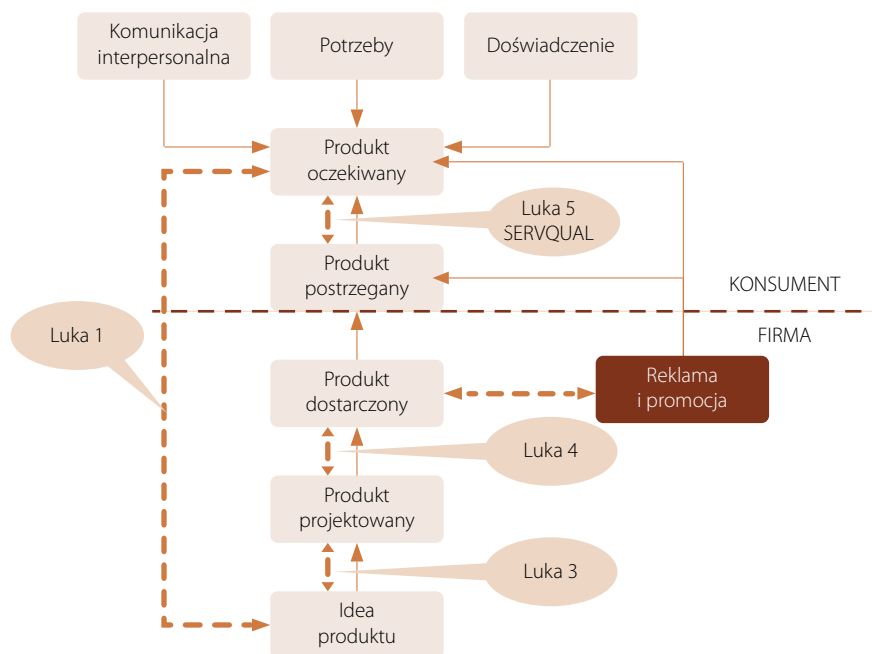 Komunikacja
interpersonalna
Potrzeby
Doświadczenie
Produkt
oczekiwany
Luka 5
SERVQUAL
Produkt
postrzegany
KONSUMENT
Luka 1
FIRMA
Produkt
dostarczony
Reklama
i promocja
Luka 4
Produkt
projektowany
Luka 3
Idea
produktu